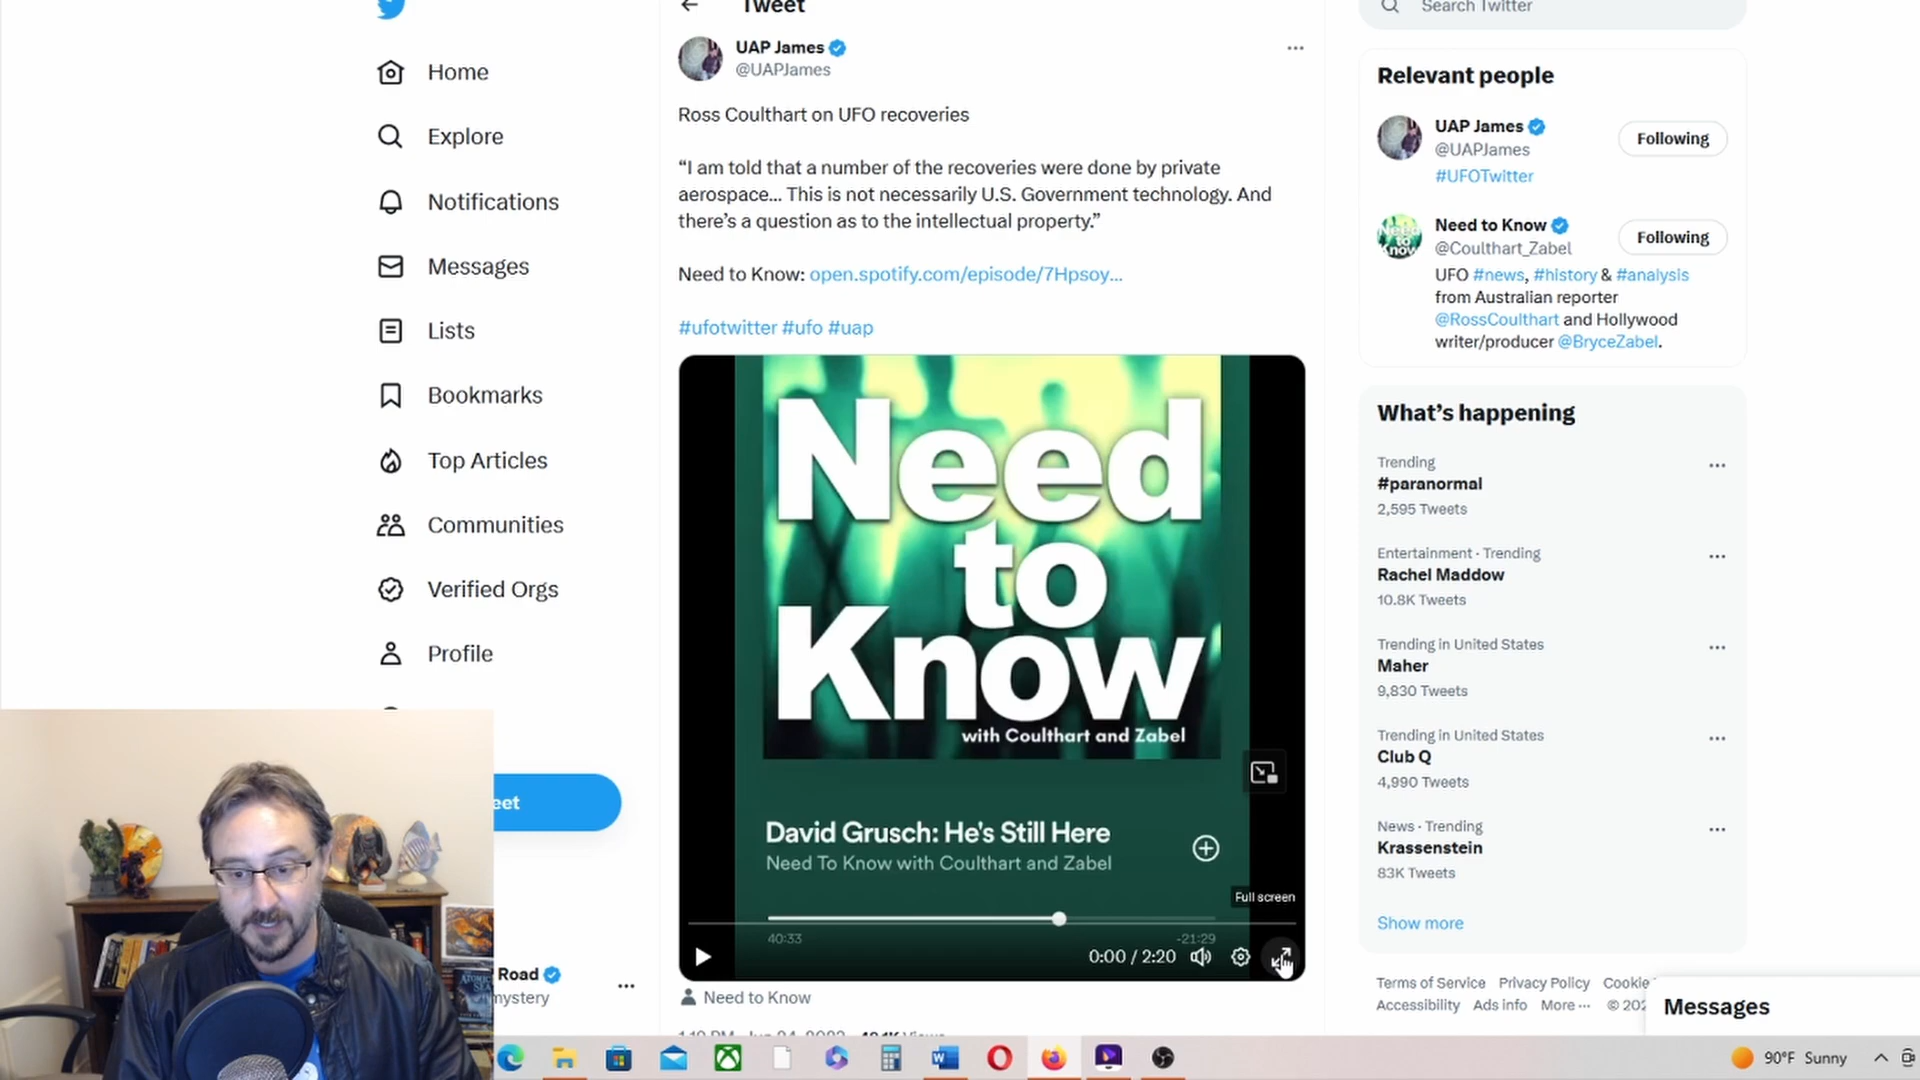 Home
Explore
Notifications
Messages
Lists
Bookmarks
Top Articles
Communities
Verified Orgs
Profile
eet
Road
mystery
Tweet
UAP James
@UAPJames
Ross Coulthart on UFO recoveries
“I am told that a number of the recoveries were done by private
aerospace... This is not necessarily U.S. Government technology. And
there’s a question as to the intellectual property.”
Need to Know: open.spotify.com/episode/7Hpsoy…
#ufotwitter #ufo #uap
Need
to
Know
with Coulthart and Zabel
David Grusch: He's Still Here
Need To Know with Coulthart and Zabel
Full screen
40:33
-21:29
0:00 / 2:20
Need to Know
Search Twitter
Relevant people
UAP James
@UAPJames
Following
#UFOTwitter
Need to Know
@Coulthart_Zabel
Following
UFO #news, #history & #analysis
from Australian reporter
@RossCoulthart and Hollywood
writer/producer @BryceZabel.
What’s happening
Trending
#paranormal
2,595 Tweets
Entertainment · Trending
Rachel Maddow
10.8K Tweets
Trending in United States
Maher
9,830 Tweets
Trending in United States
Club Q
4,990 Tweets
News · Trending
Krassenstein
83K Tweets
Show more
Terms of Service Privacy Policy Cookie
Accessibility Ads info More ··· © 202
Messages
90°F Sunny